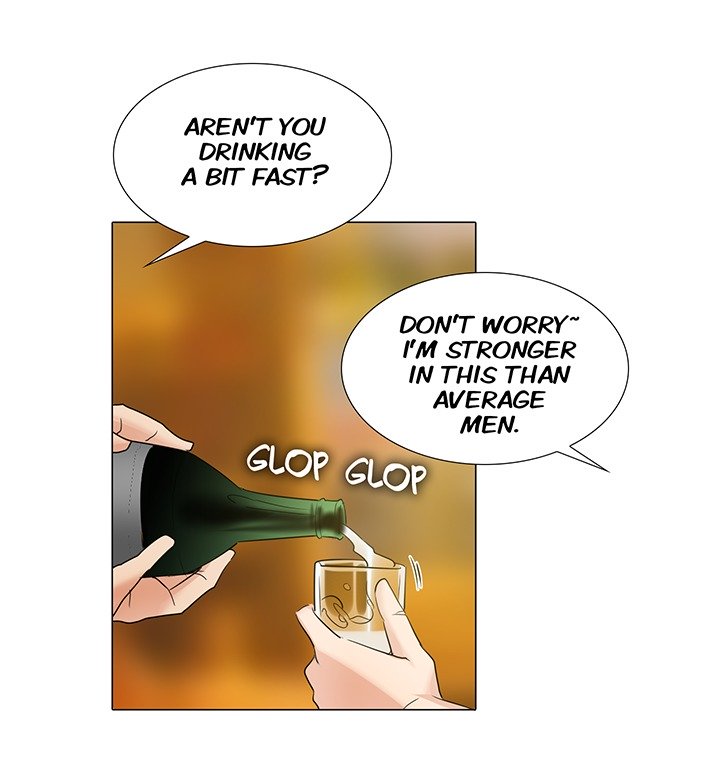 AREN'T YOU
DRINKING
A BIT FAST?
DON'T WORRY~
I'M STRONGER
IN THIS THAN
AVERAGE
MEN.
GLOP GLOP